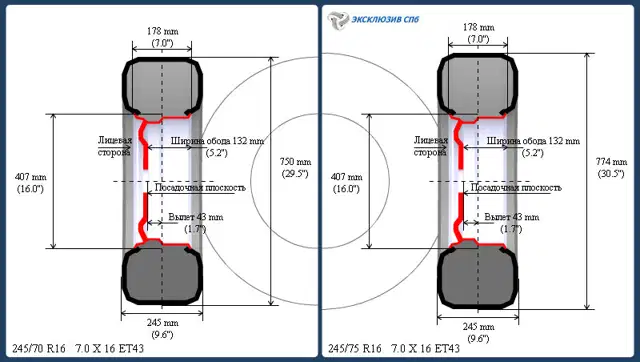 178 mm
(7.0")
Лицевая
сторона
Ширина обода 132 mm
(5.2")
407 mm
(16.0")
750 mm
(29.5")
Посадочная плоскость
Вылет 43 mm
(1.7")
245 mm
(9.6")
245/70 R16 7.0 X 16 ET43
ЭКСКЛЮЗИВ СПб
178 mm
(7.0")
Лицевая
сторона
Ширина обода 132 mm
(5.2")
407 mm
(16.0")
774 mm
(30.5")
Посадочная плоскость
Вылет 43 mm
(1.7")
245 mm
(9.6")
245/75 R16 7.0 X 16 ET43